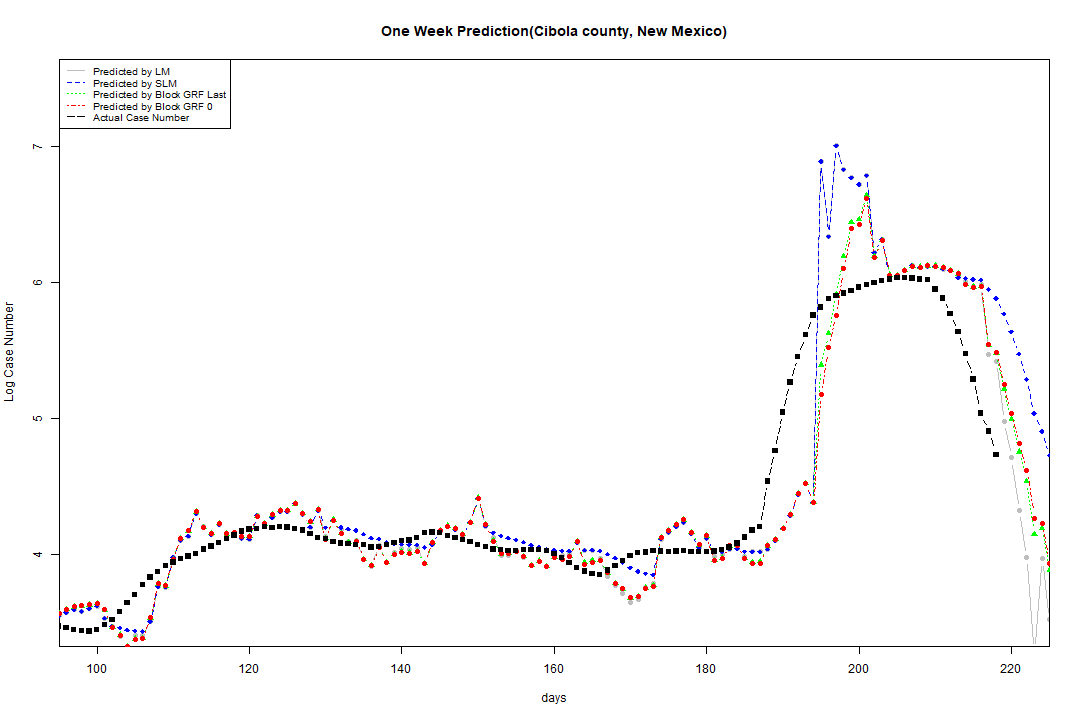 One Week Prediction(Cibola county, New Mexico)
Predicted by LM
Predicted by SLM
Predicted by Block GRF Last
Predicted by Block GRF 0
Actual Case Number
7
6
5
4
Log Case Number
100 120 140 160 180 200 220
days